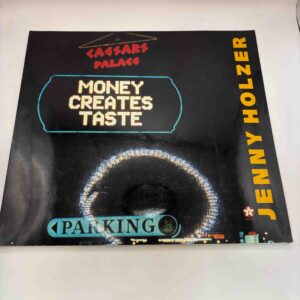 CAESARS
PALACE
MONEY
CREATES
TASTE
PARKING
JENNY HOLZER